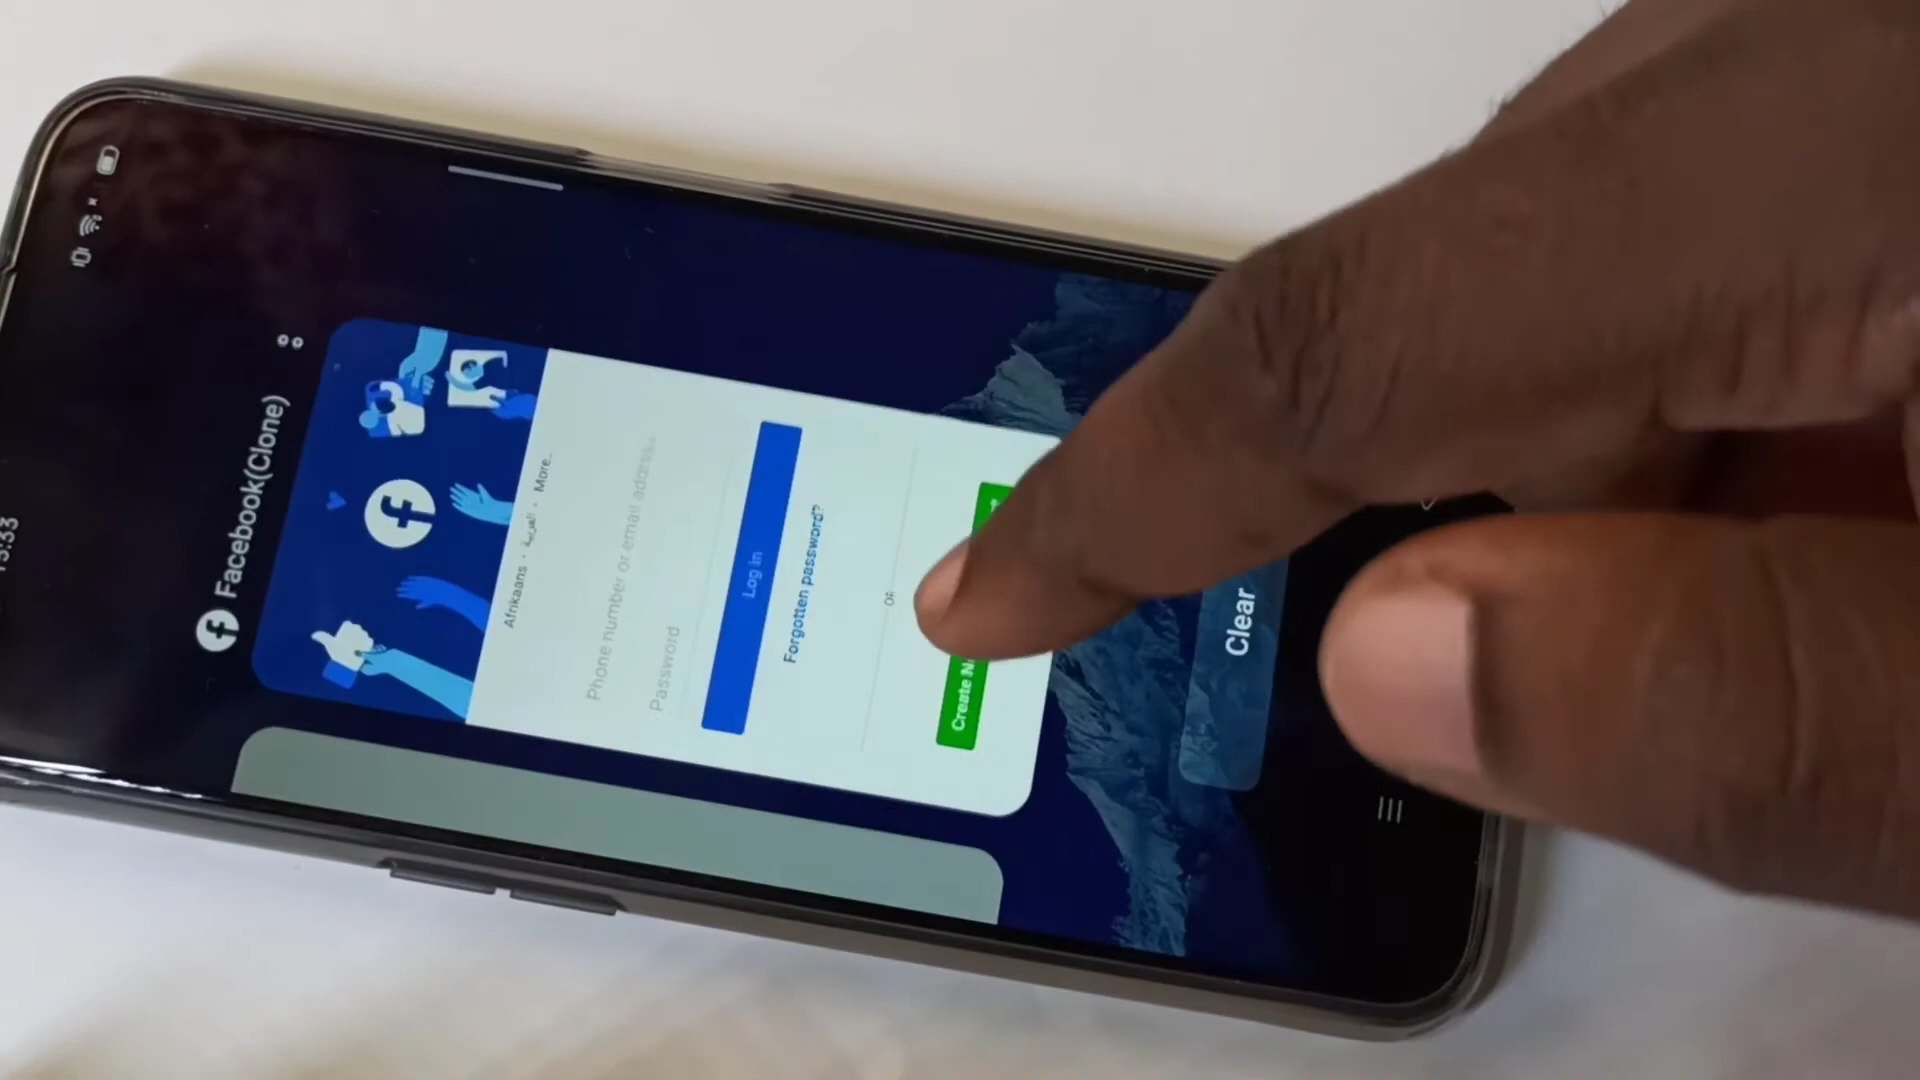 Facebook(Clone)
Afrikaans · العربية · More...
Phone number or email address
Password
Log in
Forgotten password?
OR
Create
Clear